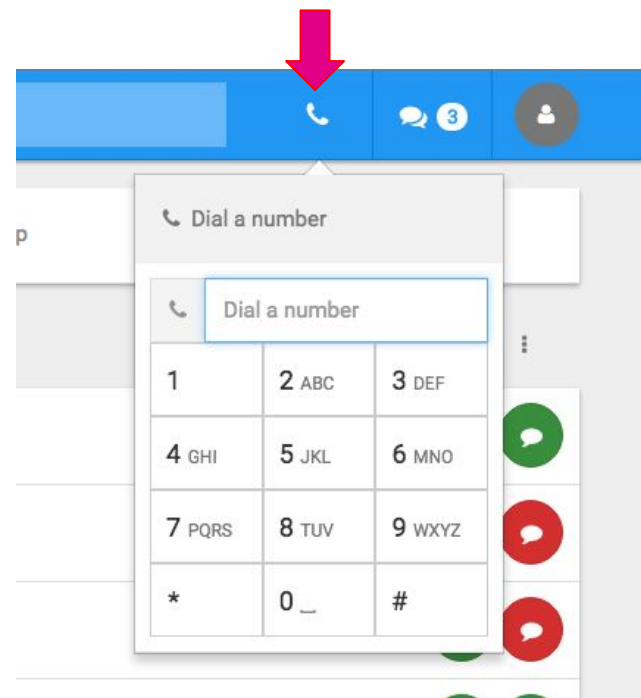 3
p
Dial a number
Dial a number
1
2 ABC
3 DEF
4 GHI
5 JKL
6 MNO
7 PQRS
8 TUV
9 WXYZ
*
0 _
#